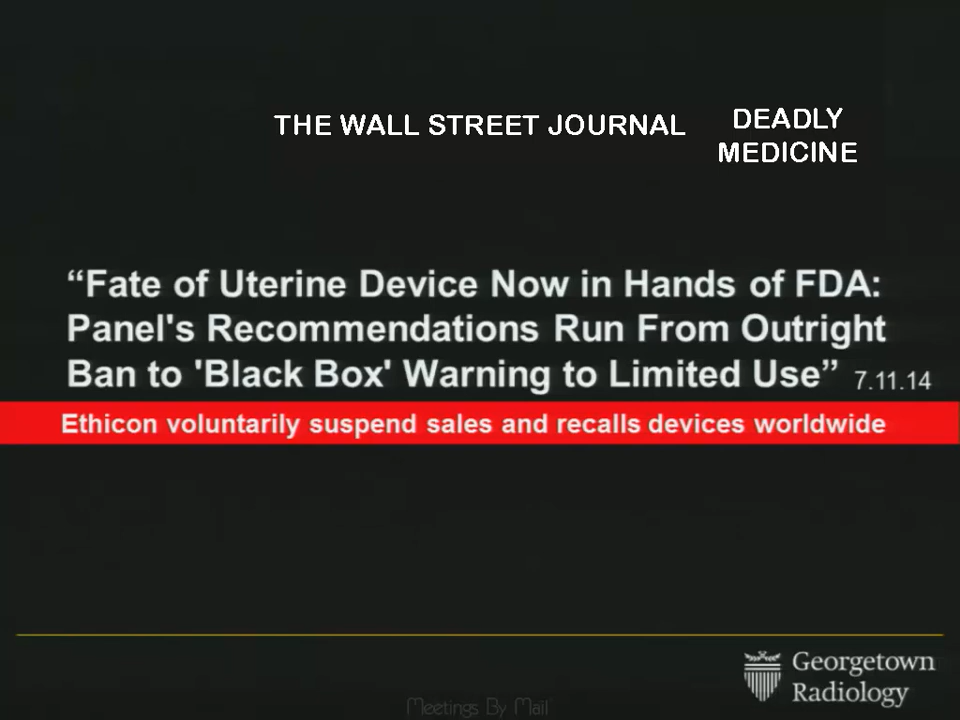 THE WALL STREET JOURNAL
DEADLY
MEDICINE
“Fate of Uterine Device Now in Hands of FDA:
Panel's Recommendations Run From Outright
Ban to 'Black Box' Warning to Limited Use” 7.11.14
Ethicon voluntarily suspend sales and recalls devices worldwide
Georgetown
Radiology
Meetings By Mail